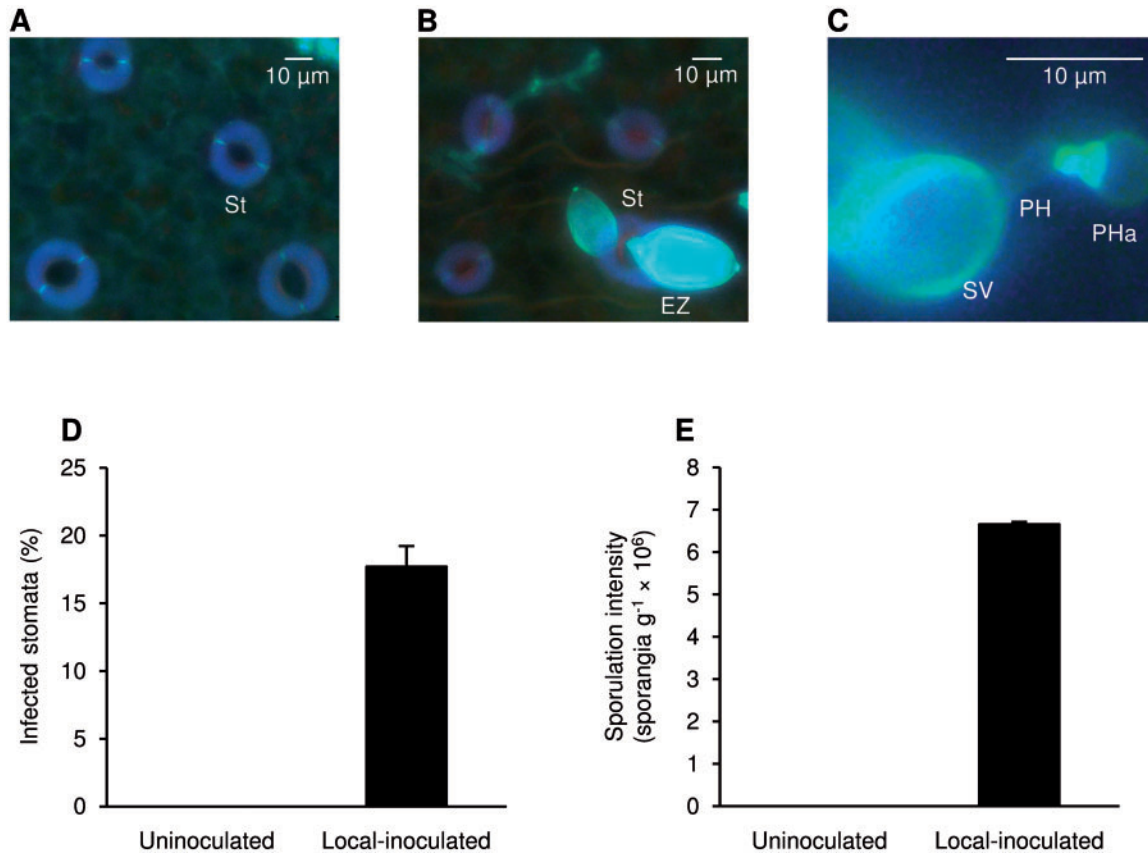 A
10 µm
St
B
10 µm
St
EZ
C
10 µm
PH
PHa
SV
D
Infected stomata (%)
25
20
15
10
5
0
Uninoculated
Local-inoculated
E
Sporulation intensity
(sporangia g⁻¹ × 10⁶)
8
7
6
5
4
3
2
1
0
Uninoculated
Local-inoculated